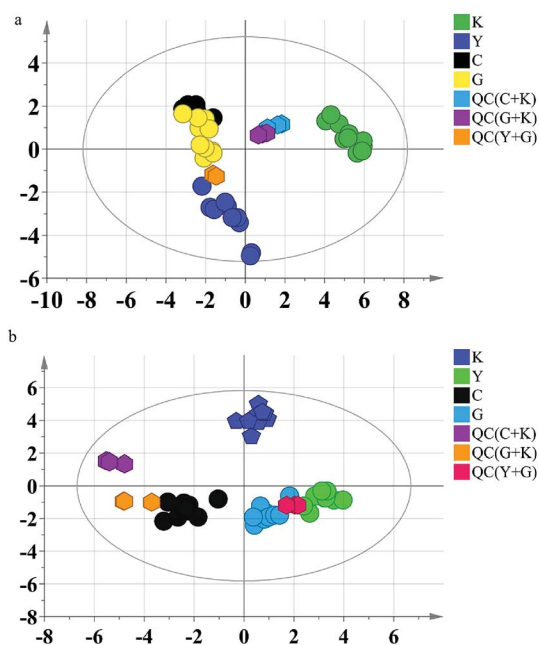 a
K
Y
C
G
QC(C+K)
QC(G+K)
QC(Y+G)
4
2
0
-2
-4
-6
-10 -8 -6 -4 -2 0 2 4 6 8
b
K
Y
C
G
QC(C+K)
QC(G+K)
QC(Y+G)
6
4
2
0
-2
-4
-6
-8
-8 -6 -4 -2 0 2 4 6